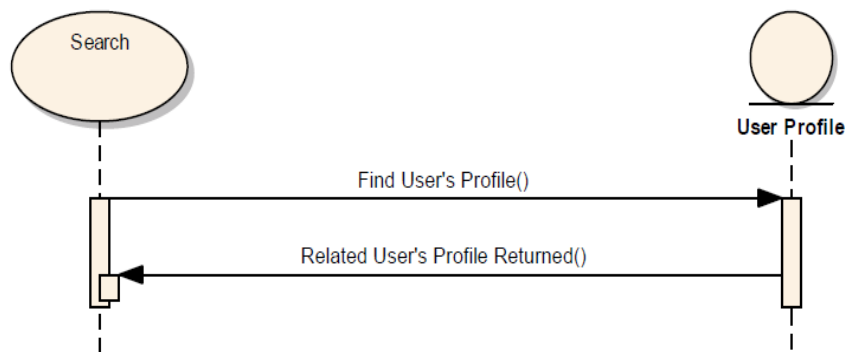 Search
User Profile
Find User's Profile()
Related User's Profile Returned()